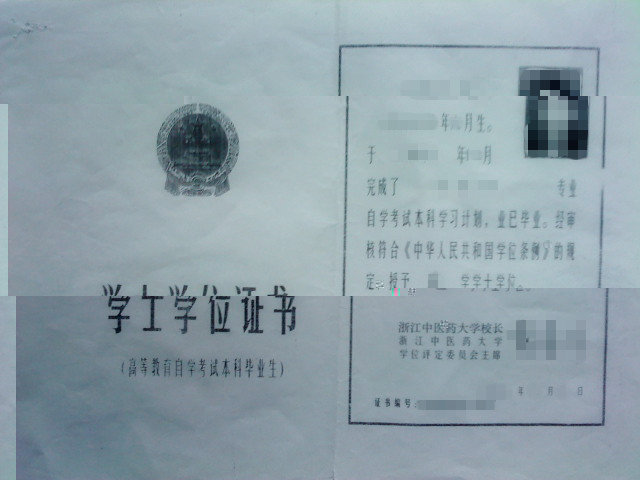 学士学位证书
(高等教育自学考试本科毕业生)
年 月生。
于 年 月
完成了 专业
自学考试本科学习计划，业已毕业。经审
核符合《中华人民共和国学位条例》的规
定，授予 学学士学位。
浙江中医药大学校长
浙江中医药大学
学位评定委员会主席
年 月 日
证书编号: